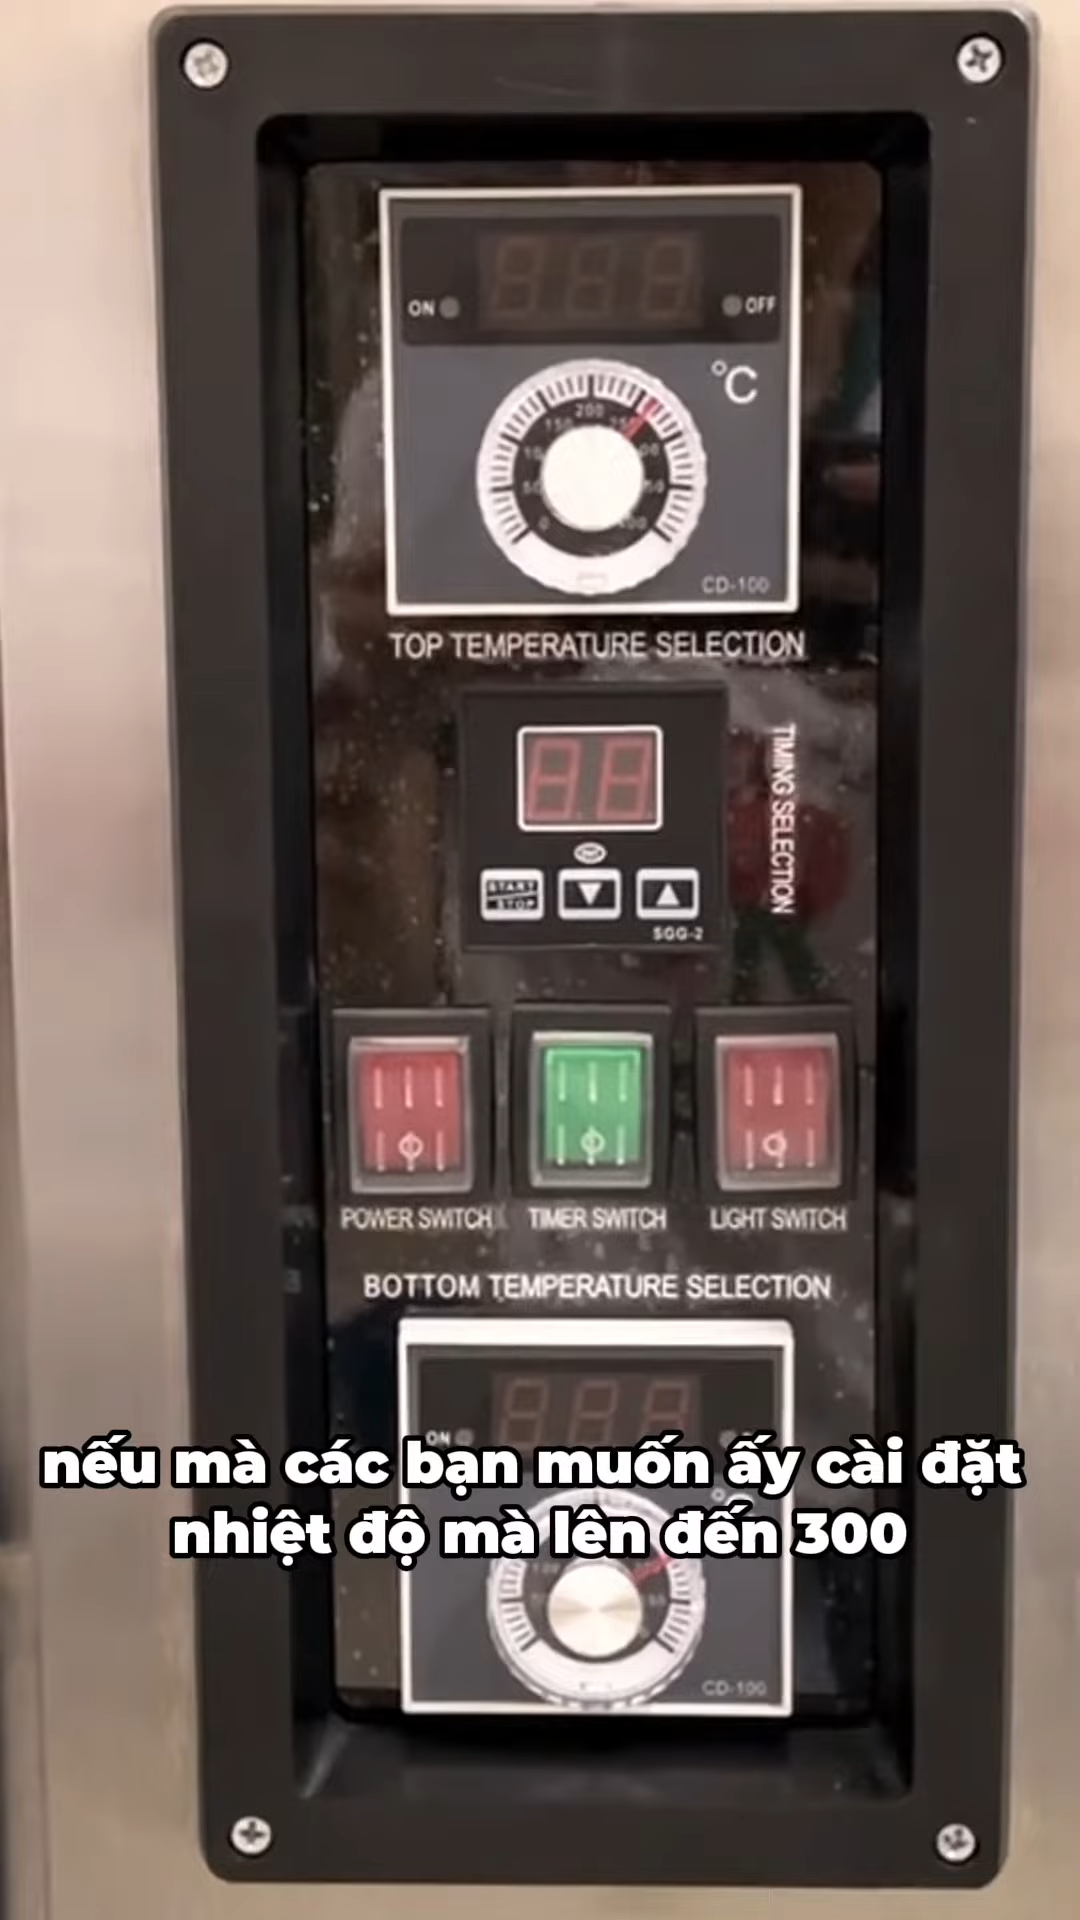 ON
OFF
°C
200
150
CD-100
TOP TEMPERATURE SELECTION
TIMING SELECTION
START
STOP
SGG-2
POWER SWITCH
TIMER SWITCH
LIGHT SWITCH
BOTTOM TEMPERATURE SELECTION
ON
nếu mà các bạn muốn ấy cài đặt
nhiệt độ mà lên đến 300
CD-100